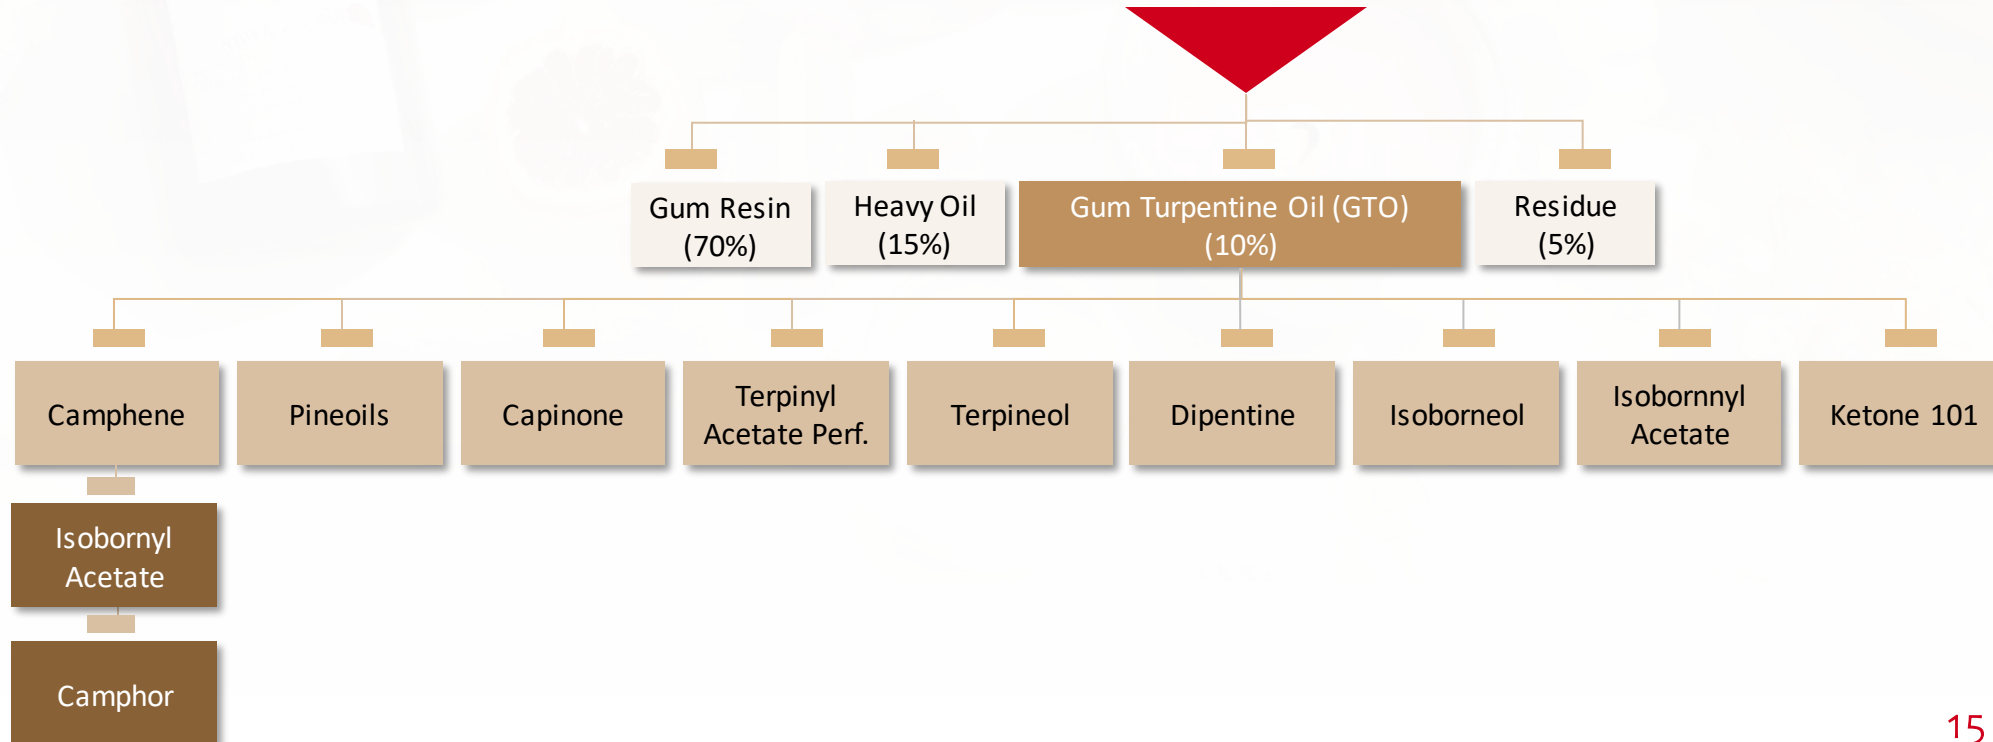 Gum Resin
(70%)
Heavy Oil
(15%)
Gum Turpentine Oil (GTO)
(10%)
Residue
(5%)
Camphene
Pineoils
Capinone
Terpinyl
Acetate Perf.
Terpineol
Dipentine
Isoborneol
Isobornnyl
Acetate
Ketone 101
Isobornyl
Acetate
Camphor
15